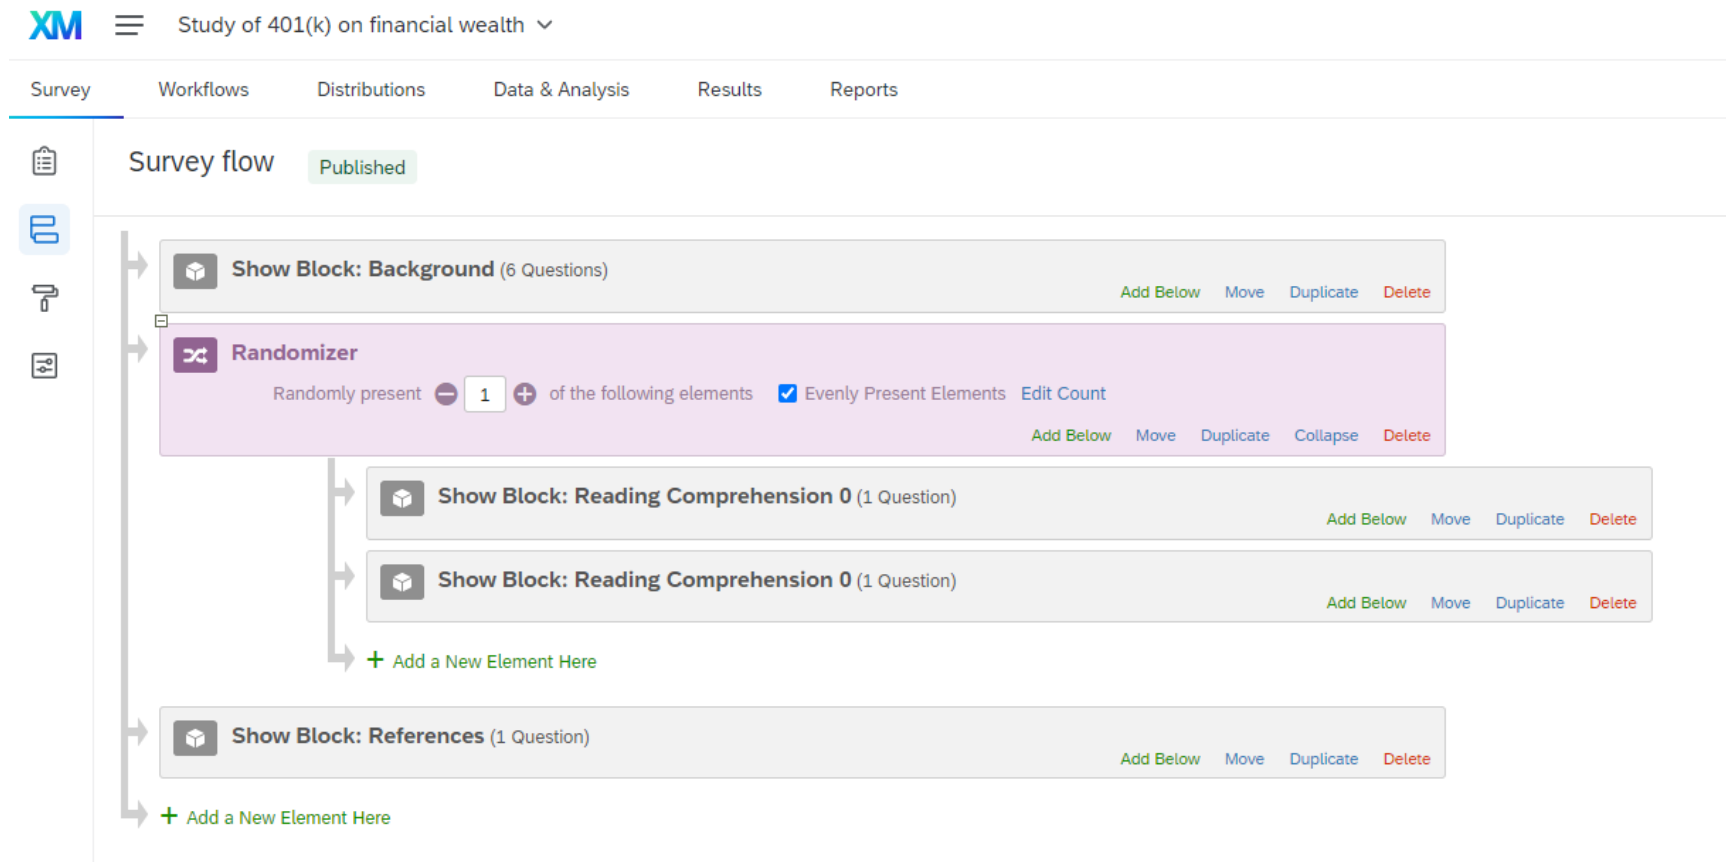 XM Study of 401(k) on financial wealth
Survey Workflows Distributions Data & Analysis Results Reports
Survey flow Published
Show Block: Background (6 Questions)
Add Below Move Duplicate Delete
Randomizer
Randomly present 1 of the following elements Evenly Present Elements Edit Count
Add Below Move Duplicate Collapse Delete
Show Block: Reading Comprehension 0 (1 Question)
Add Below Move Duplicate Delete
Show Block: Reading Comprehension 0 (1 Question)
Add Below Move Duplicate Delete
+ Add a New Element Here
Show Block: References (1 Question)
Add Below Move Duplicate Delete
+ Add a New Element Here